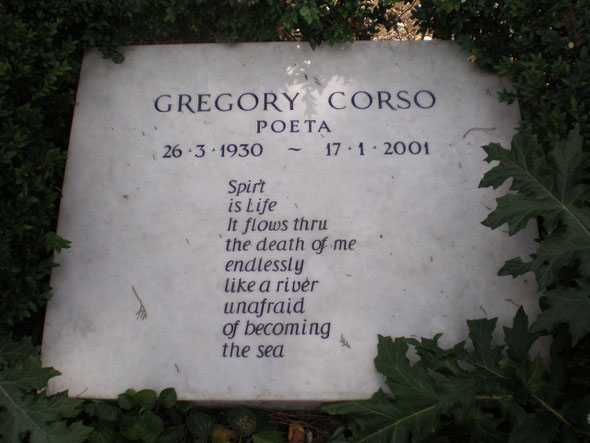 GREGORY CORSO
POETA
26·3·1930 ~ 17·1·2001
Spirt
is Life
It flows thru
the death of me
endlessly
like a river
unafraid
of becoming
the sea